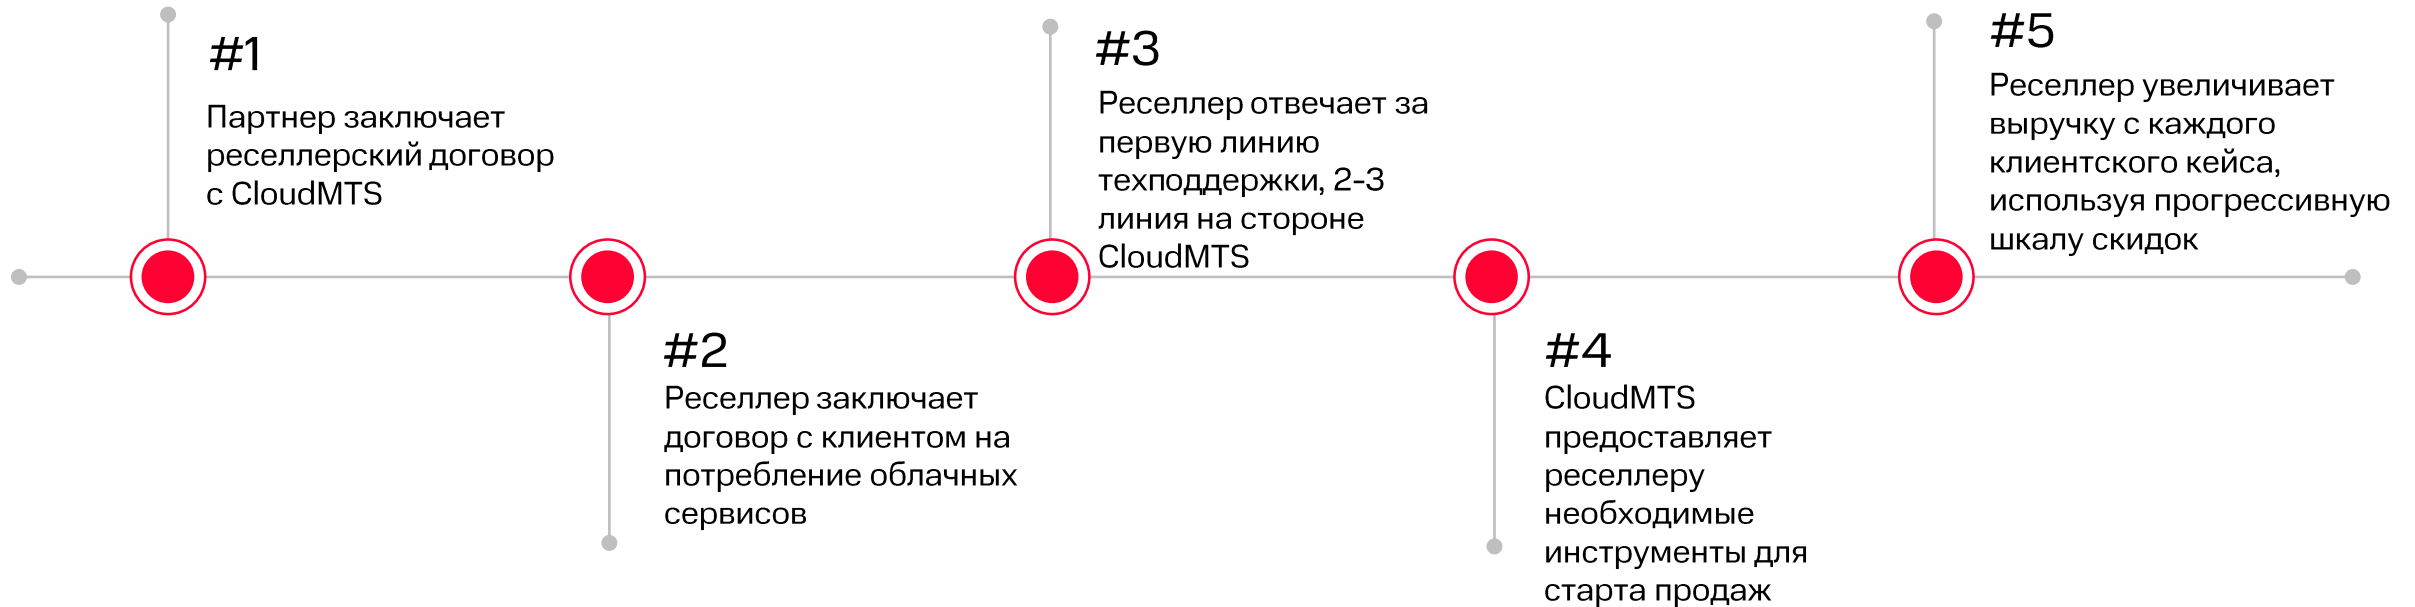 #1
Партнер заключает
реселлерский договор
с CloudMTS
#2
Реселлер заключает
договор с клиентом на
потребление облачных
сервисов
#3
Реселлер отвечает за
первую линию
техподдержки, 2-3
линия на стороне
CloudMTS
#4
CloudMTS
предоставляет
реселлеру
необходимые
инструменты для
старта продаж
#5
Реселлер увеличивает
выручку с каждого
клиентского кейса,
используя прогрессивную
шкалу скидок